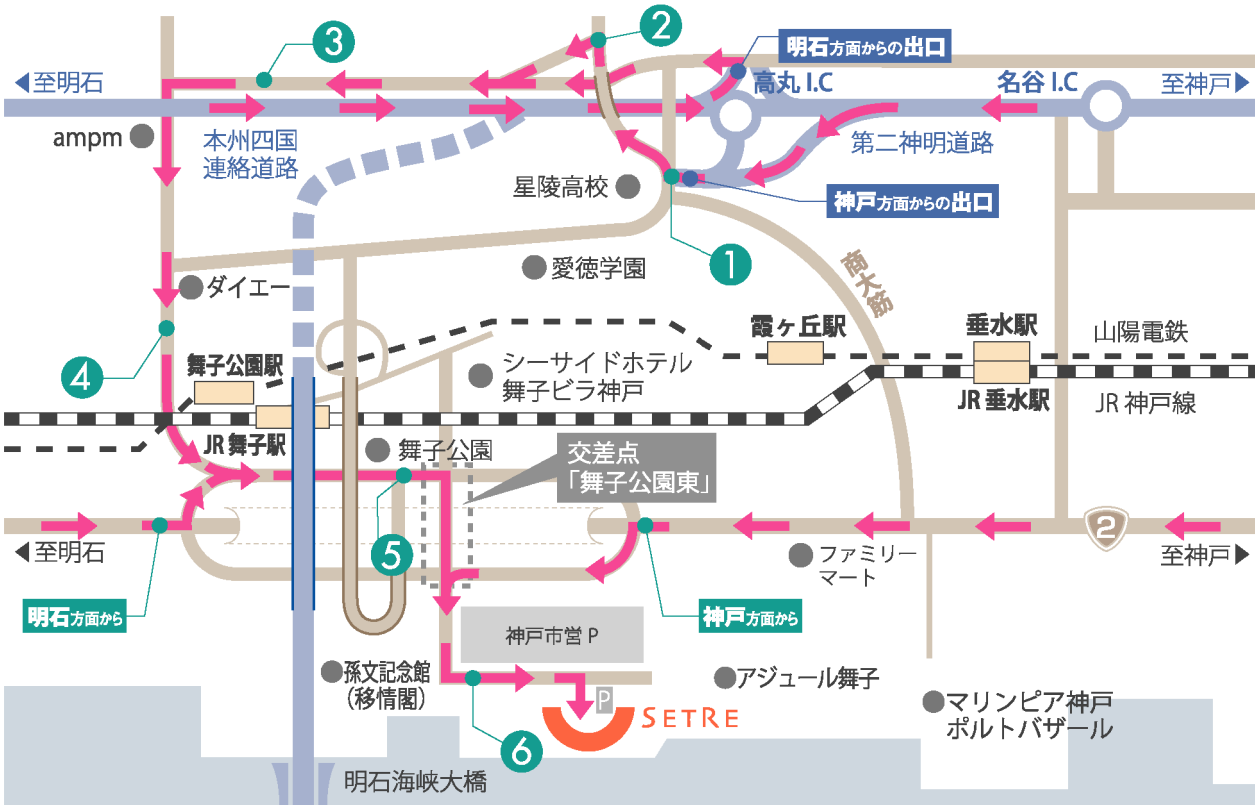 3
2
明石方面からの出口
至明石
高丸 I.C
名谷 I.C
至神戸
ampm
本州四国
連絡道路
第二神明道路
星陵高校
神戸方面からの出口
1
愛徳学園
商大筋
ダイエー
霞ヶ丘駅
垂水駅
山陽電鉄
4
舞子公園駅
シーサイドホテル
舞子ビラ神戸
JR 垂水駅
JR 神戸線
JR 舞子駅
舞子公園
交差点
「舞子公園東」
2
至明石
5
ファミリー
マート
至神戸
明石方面から
神戸方面から
神戸市営 P
孫文記念館
（移情閣）
アジュール舞子
P
SETRE
マリンピア神戸
ポルトバザール
6
明石海峡大橋